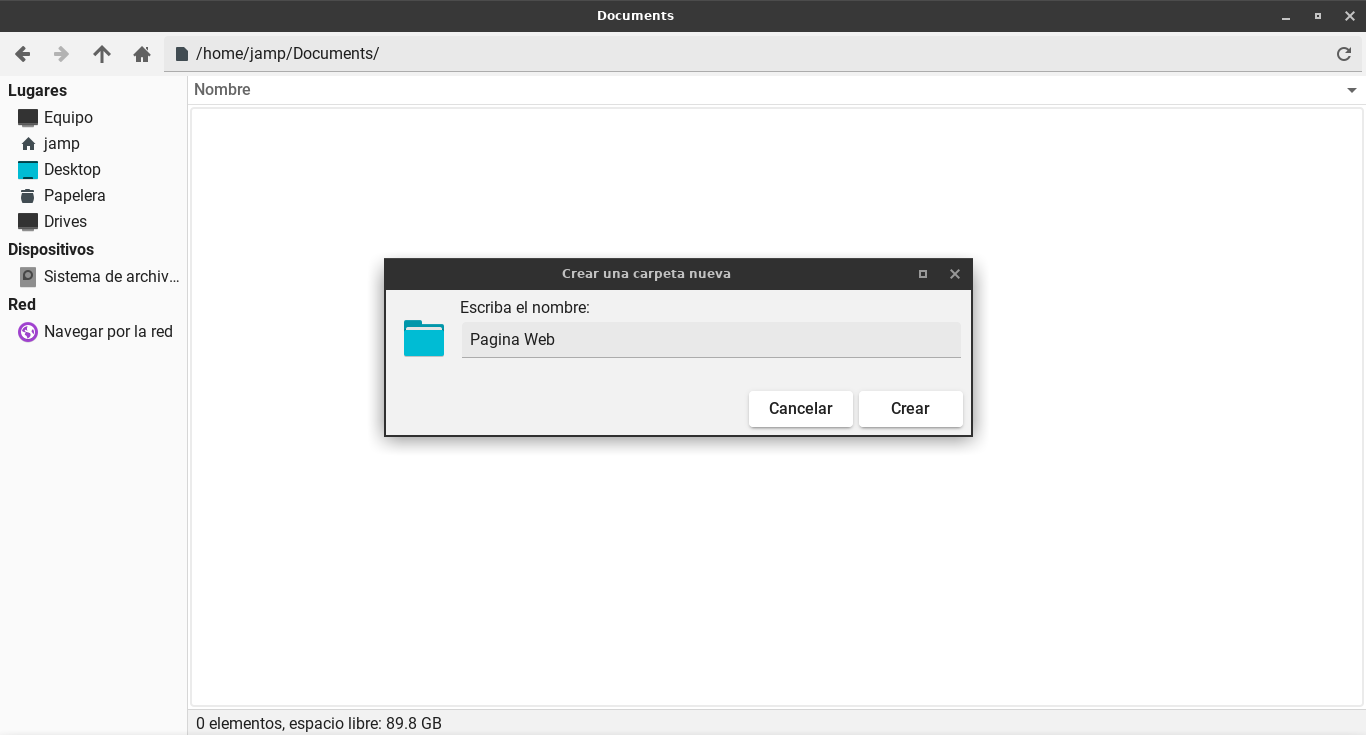 Documents
/home/jamp/Documents/
Lugares
Equipo
jamp
Desktop
Papelera
Drives
Dispositivos
Sistema de archiv...
Red
Navegar por la red
Nombre
Crear una carpeta nueva
Escriba el nombre:
Pagina Web
Cancelar Crear
0 elementos, espacio libre: 89.8 GB